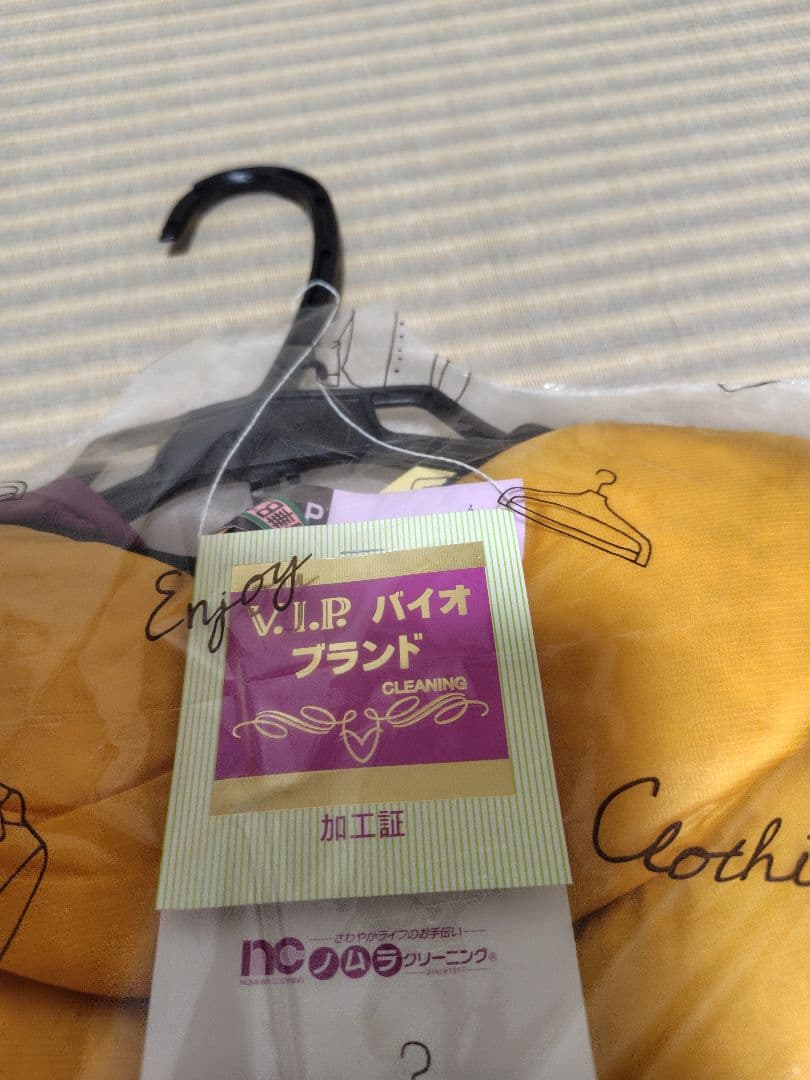 Enjoy
V.I.P. バイオ
ブランド
CLEANING
加工証
さわやかライフのお手伝い
nc ノムラクリーニング®
Clothi